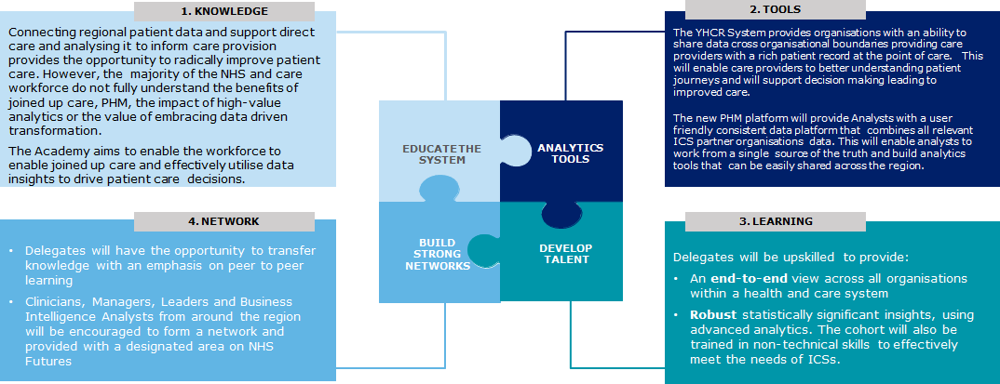 1. KNOWLEDGE
Connecting regional patient data and support direct
care and analysing it to inform care provision
provides the opportunity to radically improve patient
care. However, the majority of the NHS and care
workforce do not fully understand the benefits of
joined up care, PHM, the impact of high-value
analytics or the value of embracing data driven
transformation.
The Academy aims to enable the workforce to
enable joined up care and effectively utilise data
insights to drive patient care decisions.
2. TOOLS
The YHCR System provides organisations with an ability to
share data cross organisational boundaries providing care
providers with a rich patient record at the point of care. This
will enable care providers to better understanding patient
journeys and will support decision making leading to
improved care.
The new PHM platform will provide Analysts with a user
friendly consistent data platform that combines all relevant
ICS partner organisations data. This will enable analysts to
work from a single source of the truth and build analytics
tools that can be easily shared across the region.
EDUCATE THE
SYSTEM
ANALYTICS
TOOLS
BUILD
STRONG
NETWORKS
DEVELOP
TALENT
4. NETWORK
• Delegates will have the opportunity to transfer
knowledge with an emphasis on peer to peer
learning
• Clinicians, Managers, Leaders and Business
Intelligence Analysts from around the region
will be encouraged to form a network and
provided with a designated area on NHS
Futures
3. LEARNING
Delegates will be upskilled to provide:
• An end-to-end view across all organisations
within a health and care system
• Robust statistically significant insights, using
advanced analytics. The cohort will also be
trained in non-technical skills to effectively
meet the needs of ICSs.